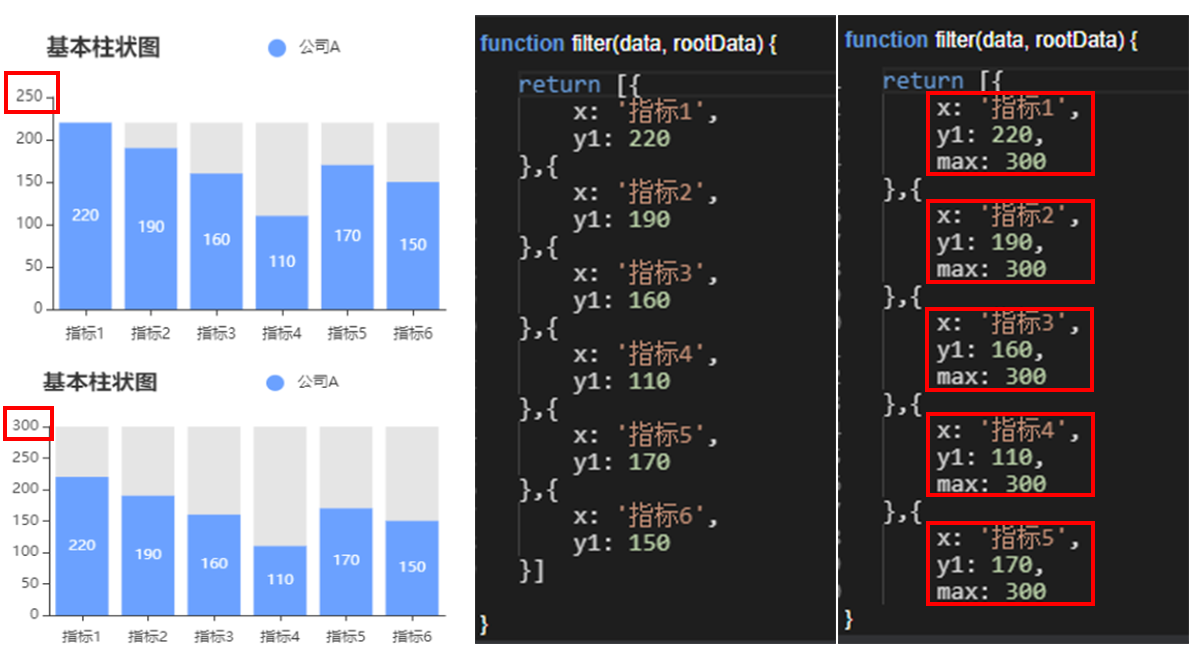 基本柱状图
公司A
250
200
150
100
50
0
220
190
160
110
170
150
指标1
指标2
指标3
指标4
指标5
指标6
基本柱状图
公司A
300
250
200
150
100
50
0
220
190
160
110
170
150
指标1
指标2
指标3
指标4
指标5
指标6
function filter(data, rootData) {
return [{
x: '指标1',
y1: 220
},{
x: '指标2',
y1: 190
},{
x: '指标3',
y1: 160
},{
x: '指标4',
y1: 110
},{
x: '指标5',
y1: 170
},{
x: '指标6',
y1: 150
}]
}
function filter(data, rootData) {
return [{
x: '指标1',
y1: 220,
max: 300
},{
x: '指标2',
y1: 190,
max: 300
},{
x: '指标3',
y1: 160,
max: 300
},{
x: '指标4',
y1: 110,
max: 300
},{
x: '指标5',
y1: 170,
max: 300
}